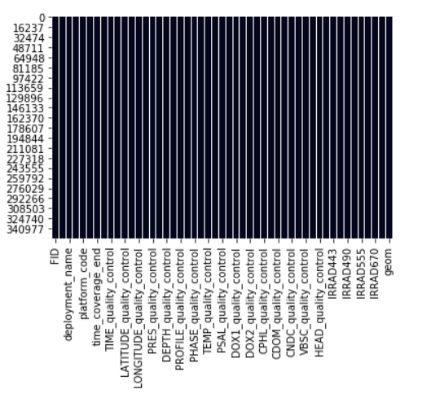 0
16237
32474
48711
64948
81185
97422
113659
129896
146133
162370
178607
194844
211081
227318
243555
259792
276029
292266
308503
324740
340977
FID
deployment_name
platform_code
time_coverage_end
TIME_quality_control
LATITUDE_quality_control
LONGITUDE_quality_control
PRES_quality_control
DEPTH_quality_control
PROFILE_quality_control
PHASE_quality_control
TEMP_quality_control
PSAL_quality_control
DOX1_quality_control
DOX2_quality_control
CPHL_quality_control
CDOM_quality_control
CNDC_quality_control
VBSC_quality_control
HEAD_quality_control
IRRAD443
IRRAD490
IRRAD555
IRRAD670
geom